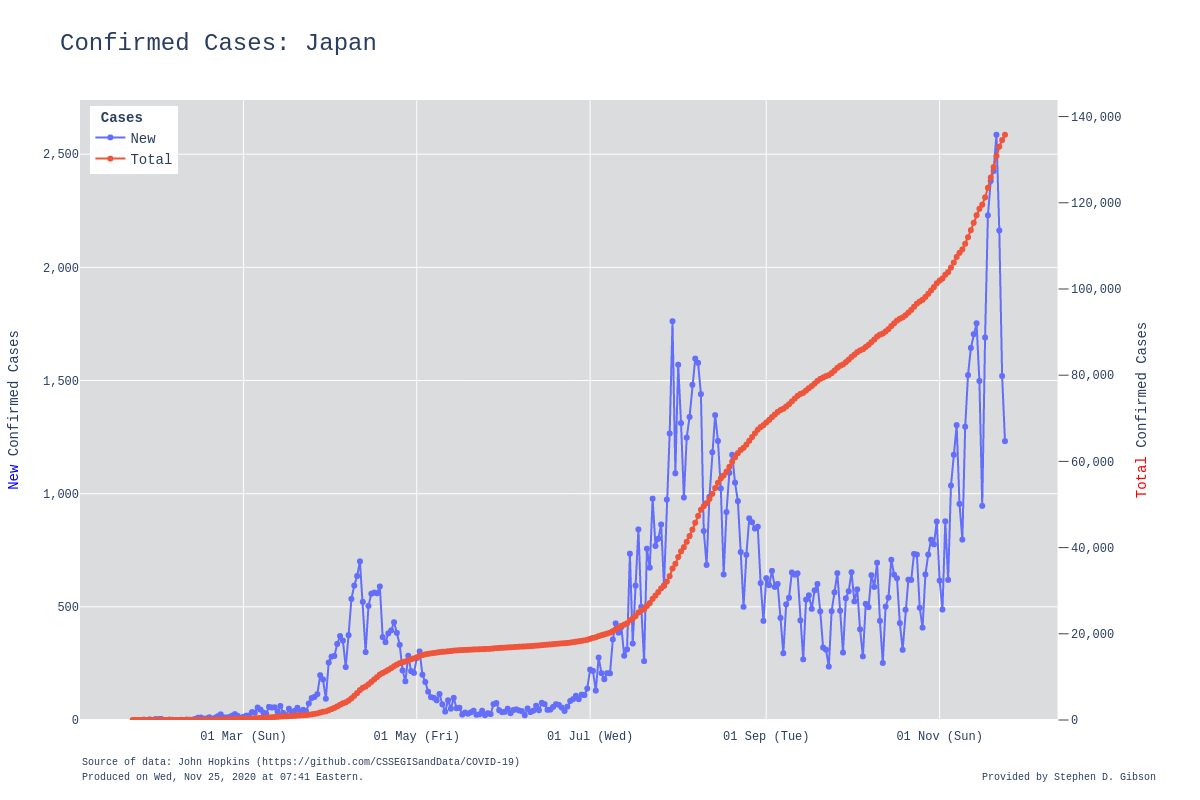 Confirmed Cases: Japan
Cases
New
Total
2,500
2,000
1,500
1,000
500
0
140,000
120,000
100,000
80,000
60,000
40,000
20,000
0
New Confirmed Cases
Total Confirmed Cases
01 Mar (Sun)
01 May (Fri)
01 Jul (Wed)
01 Sep (Tue)
01 Nov (Sun)
Source of data: John Hopkins (https://github.com/CSSEGISandData/COVID-19)
Produced on Wed, Nov 25, 2020 at 07:41 Eastern.
Provided by Stephen D. Gibson